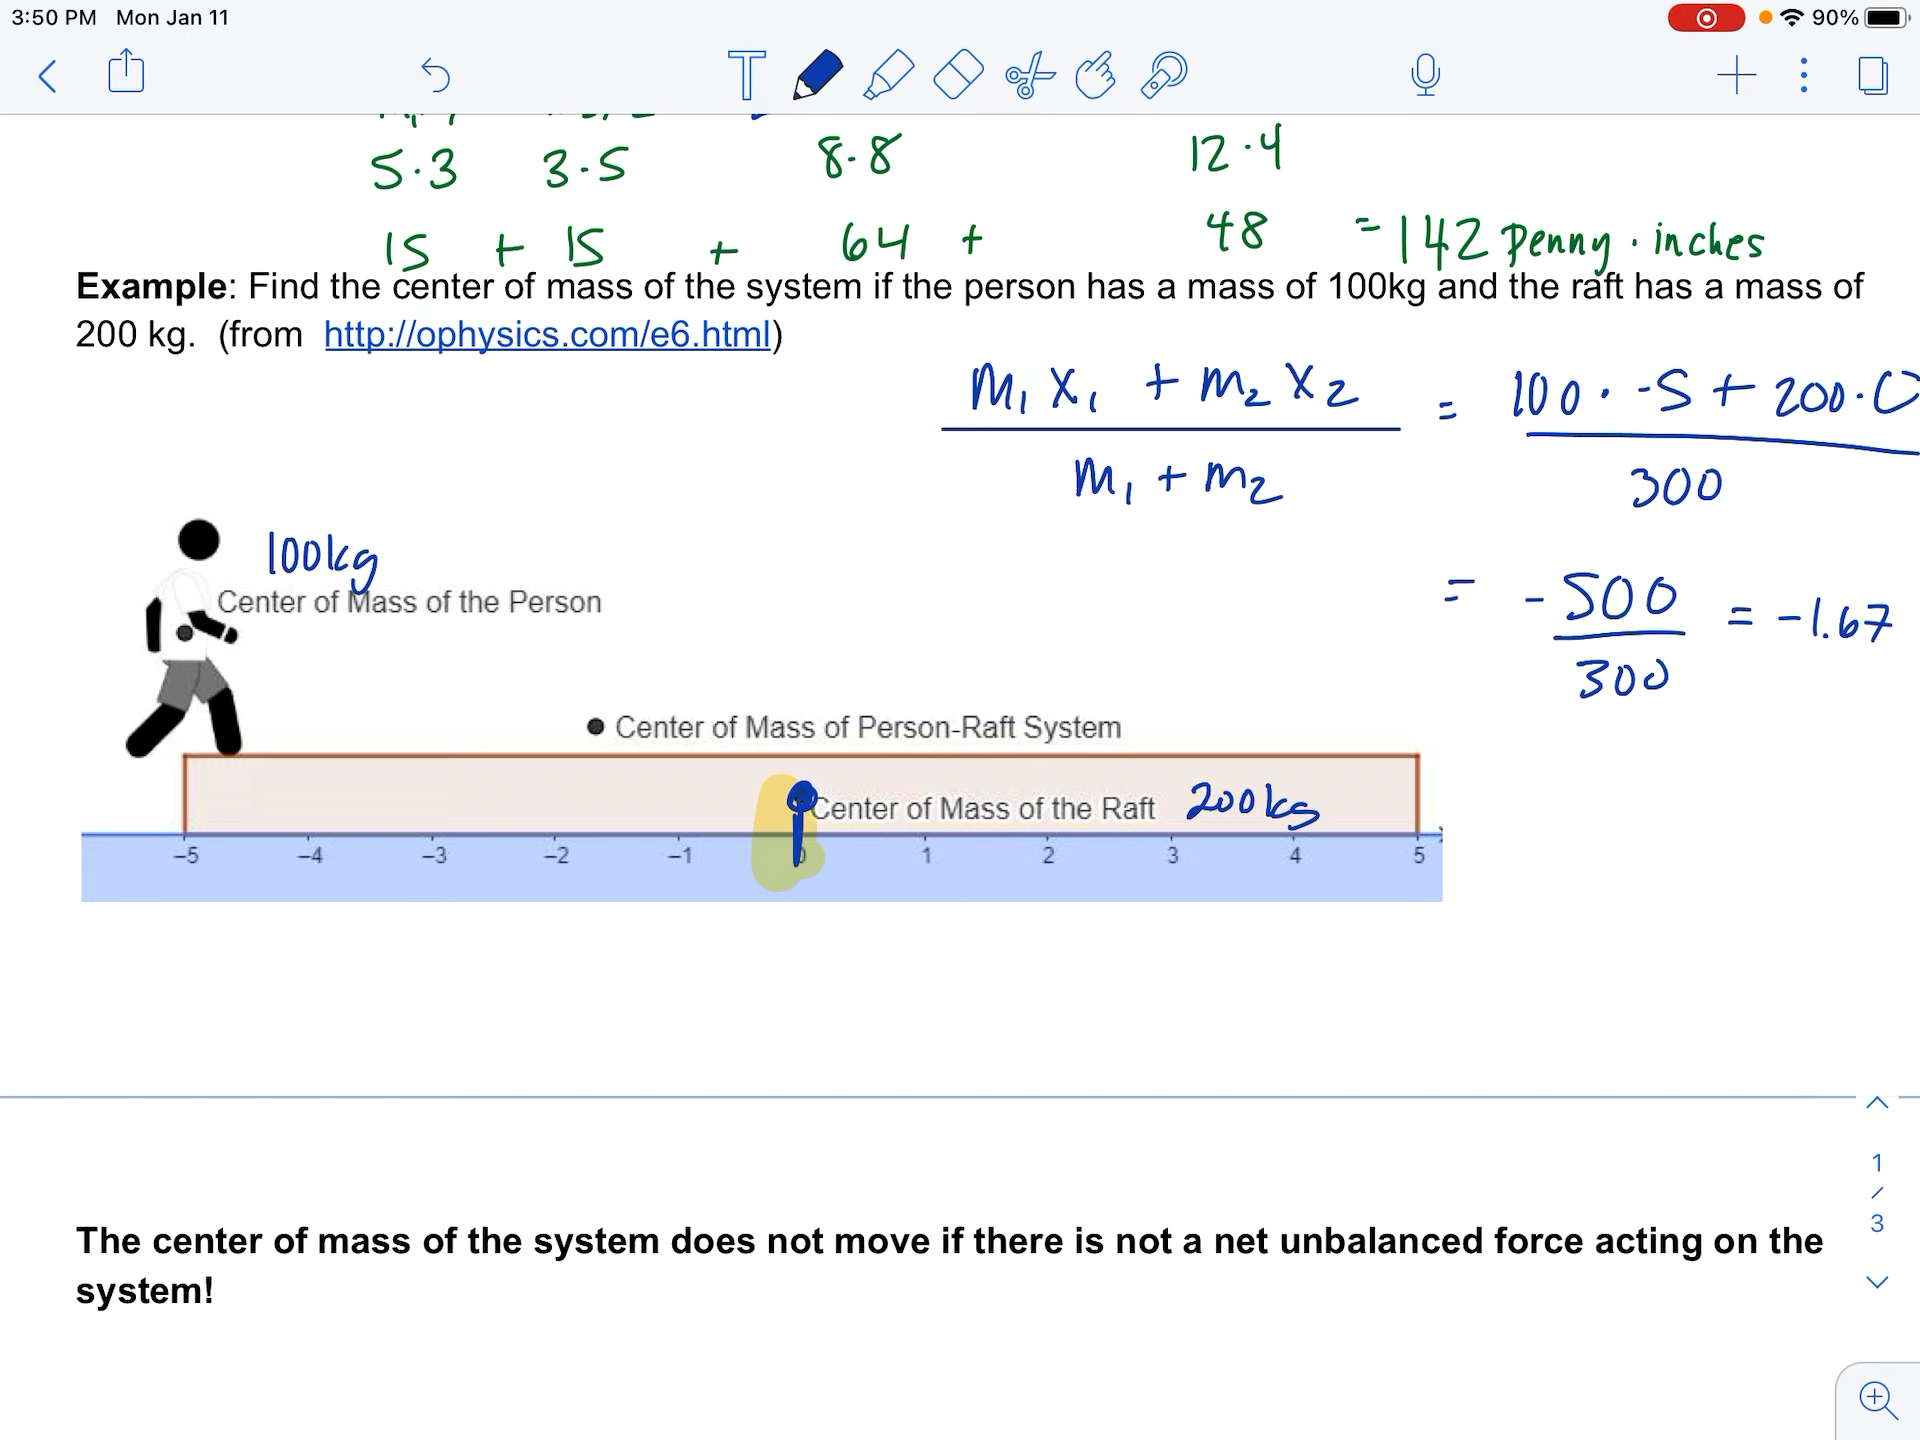 3:50 PM Mon Jan 11 90%
T
5·3 3·5 8·8 12·4
15 + 15 + 64 + 48 = 142 penny · inches
Example: Find the center of mass of the system if the person has a mass of 100kg and the raft has a mass of
200 kg. (from http://ophysics.com/e6.html)
m₁ x₁ + m₂ x₂ = 100 · -5 + 200·0
m₁ + m₂ 300
100kg
Center of Mass of the Person
= -500 = -1.67
300
Center of Mass of Person-Raft System
Center of Mass of the Raft 200kg
-5 -4 -3 -2 -1 0 1 2 3 4 5
1
/
3
The center of mass of the system does not move if there is not a net unbalanced force acting on the
system!